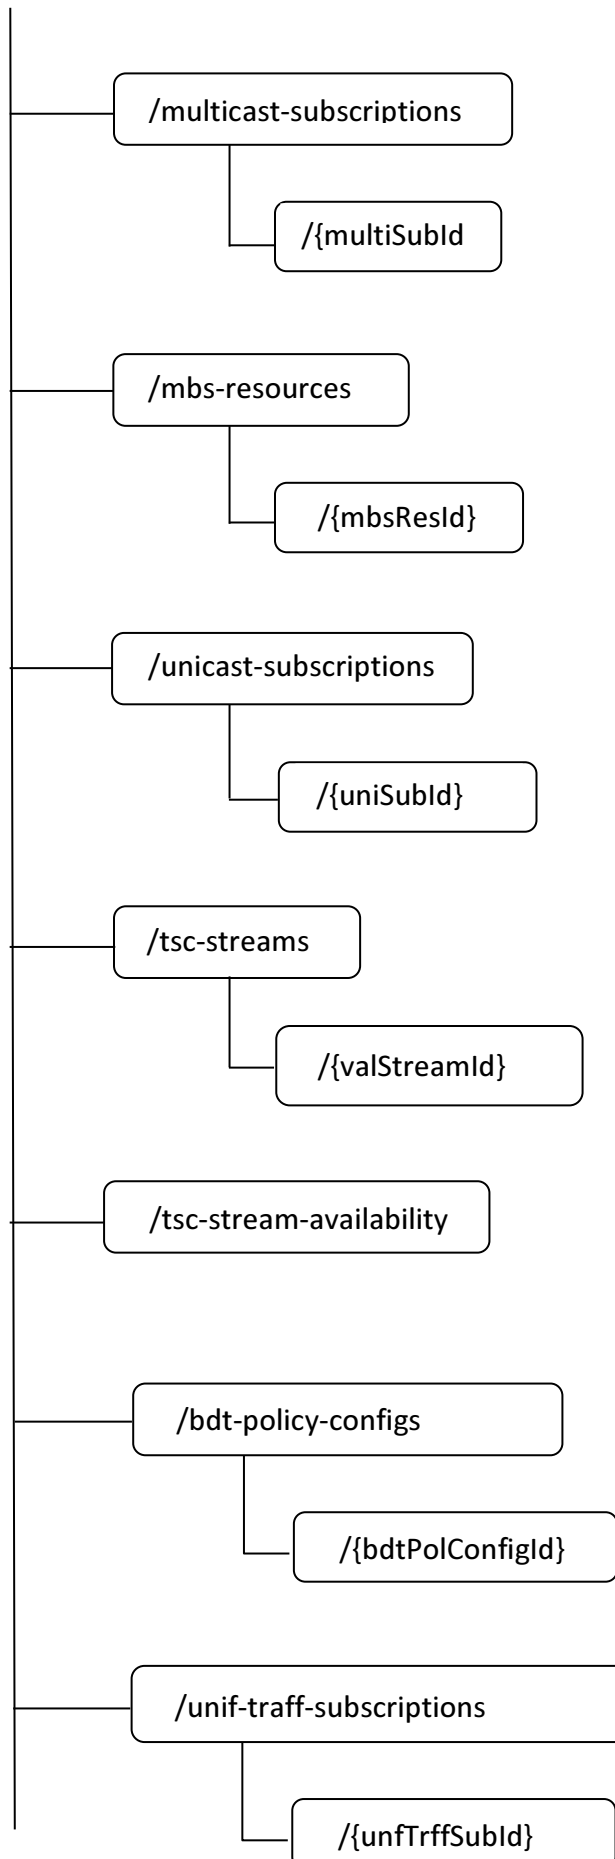 /multicast-subscriptions
/{multiSubId
/mbs-resources
/{mbsResId}
/unicast-subscriptions
/{uniSubId}
/tsc-streams
/{valStreamId}
/tsc-stream-availability
/bdt-policy-configs
/{bdtPolConfigId}
/unif-traff-subscriptions
/{unfTrffSubId}